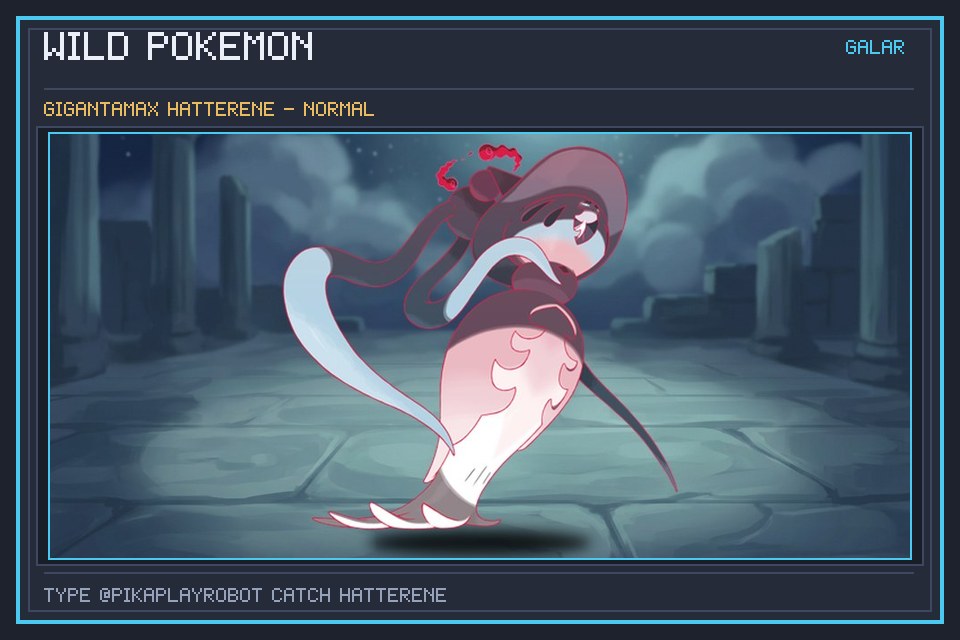 WILD POKEMON
GALAR
GIGANTAMAX HATTERENE - NORMAL
TYPE @PIKAPLAYROBOT CATCH HATTERENE